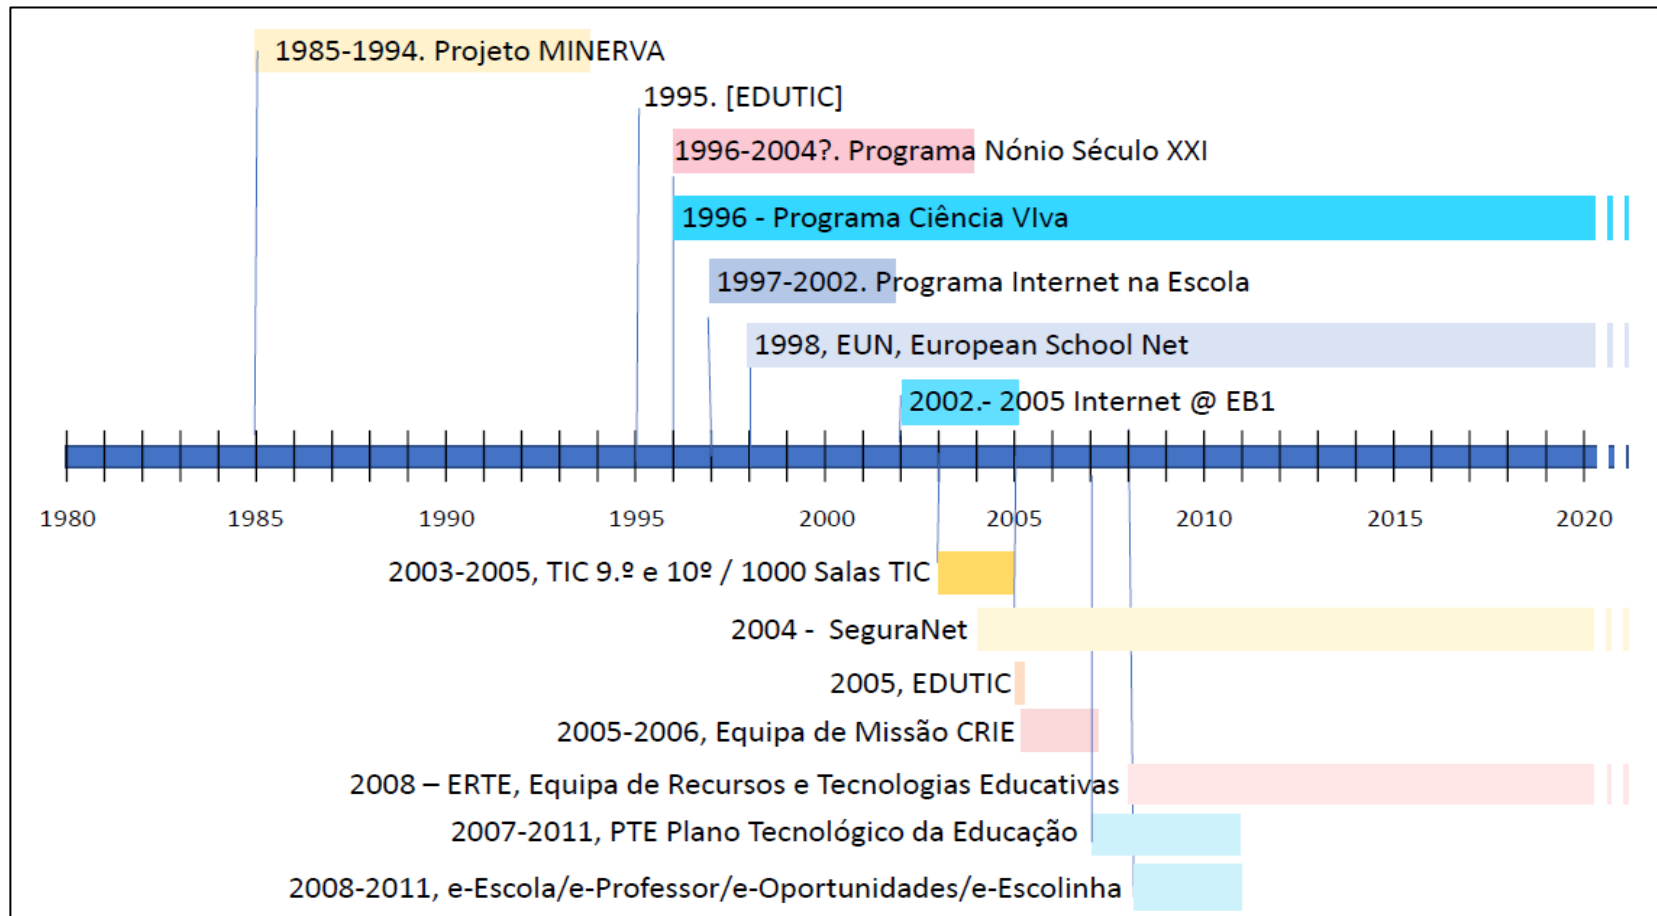 1985-1994. Projeto MINERVA
1995. [EDUTIC]
1996-2004?. Programa Nónio Século XXI
1996 - Programa Ciência VIva
1997-2002. Programa Internet na Escola
1998, EUN, European School Net
2002.- 2005 Internet @ EB1
1980 1985 1990 1995 2000 2005 2010 2015 2020
2003-2005, TIC 9.º e 10º / 1000 Salas TIC
2004 - SeguraNet
2005, EDUTIC
2005-2006, Equipa de Missão CRIE
2008 – ERTE, Equipa de Recursos e Tecnologias Educativas
2007-2011, PTE Plano Tecnológico da Educação
2008-2011, e-Escola/e-Professor/e-Oportunidades/e-Escolinha